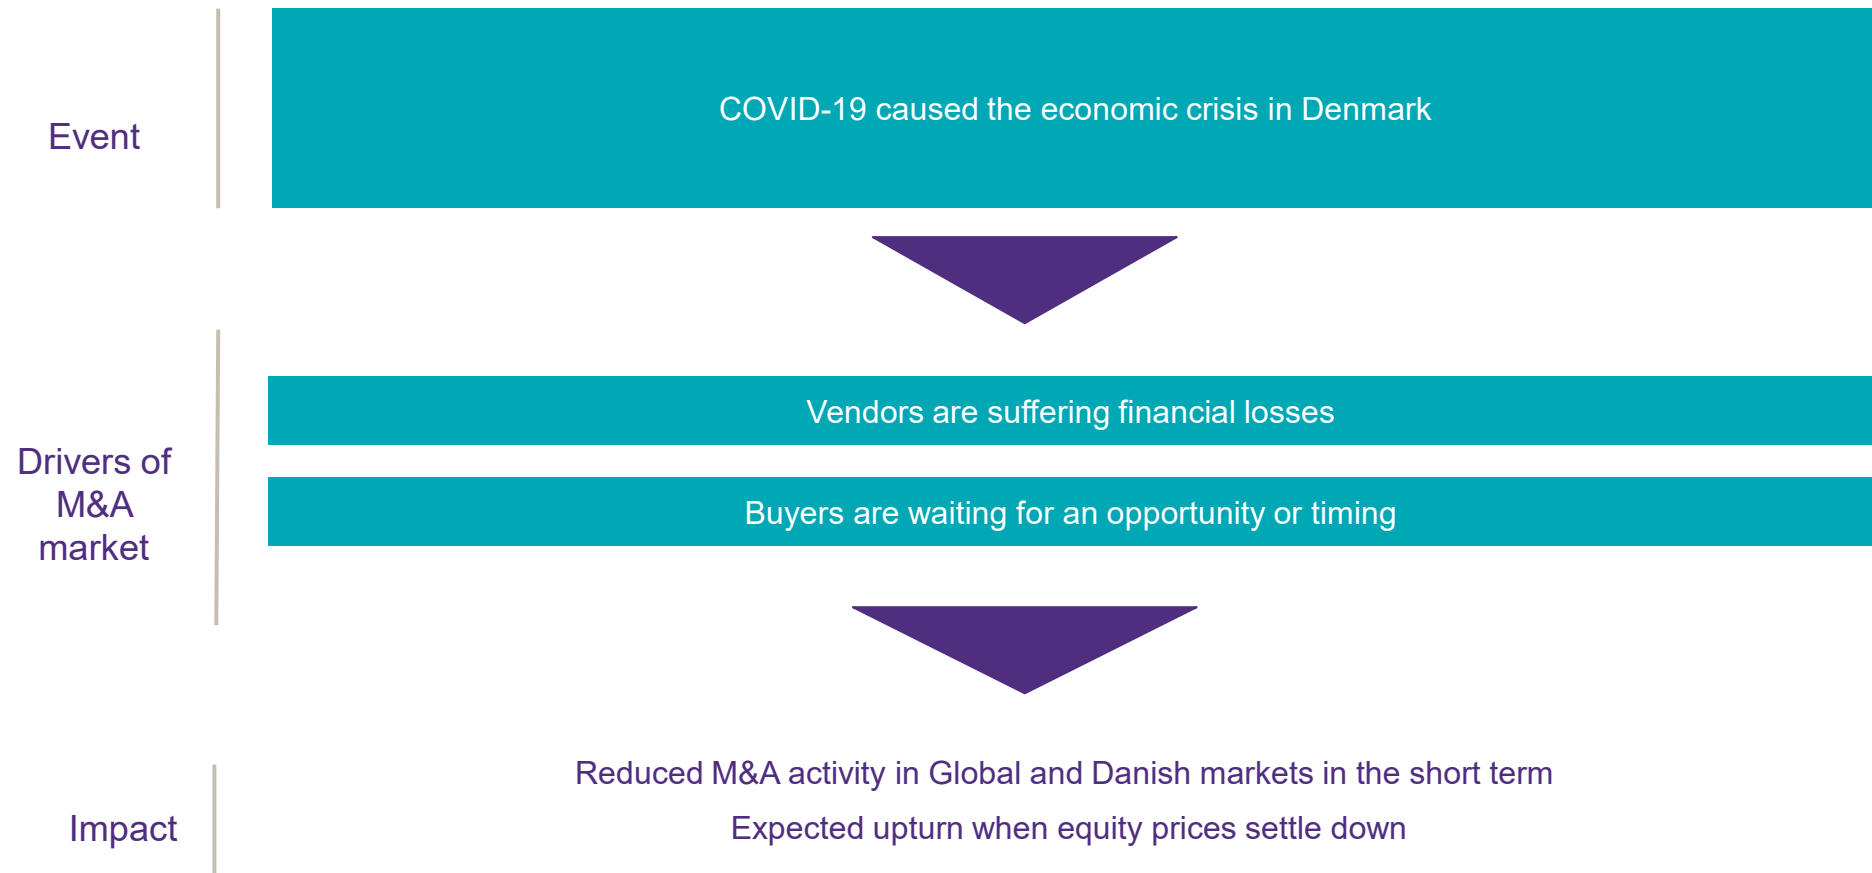 Event
COVID-19 caused the economic crisis in Denmark
Drivers of
M&A
market
Vendors are suffering financial losses
Buyers are waiting for an opportunity or timing
Impact
Reduced M&A activity in Global and Danish markets in the short term
Expected upturn when equity prices settle down